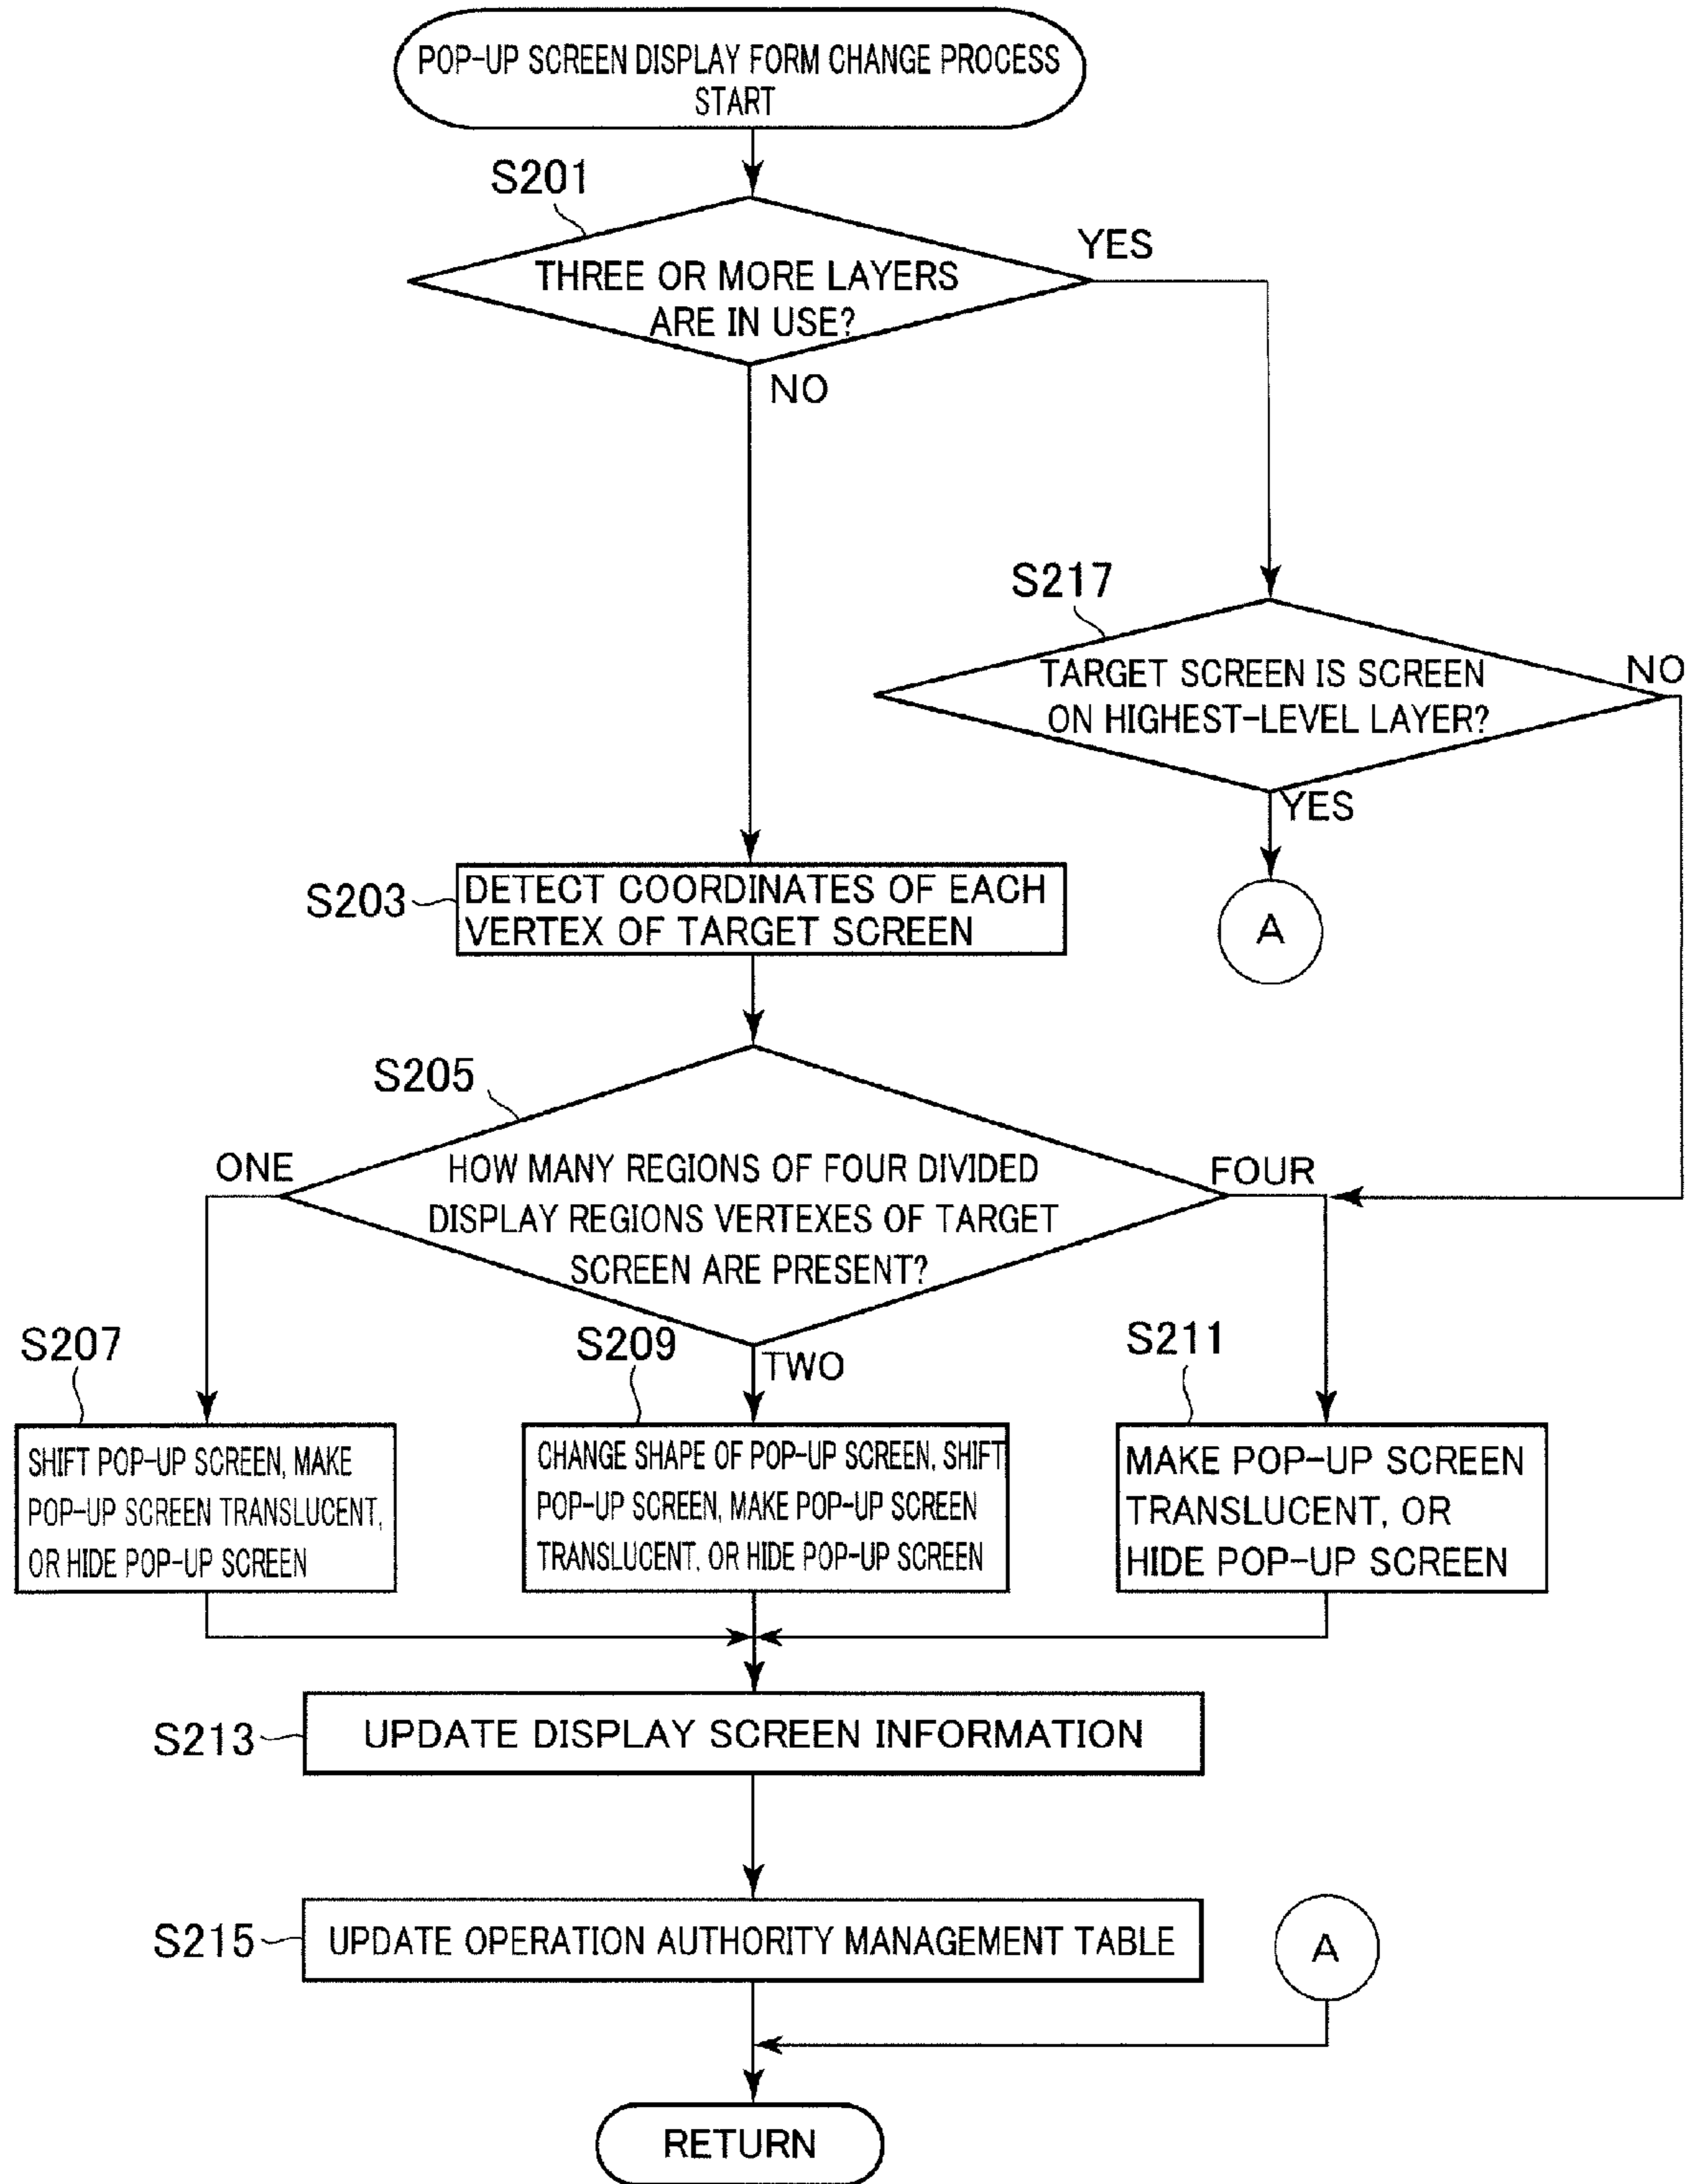 POP-UP SCREEN DISPLAY FORM CHANGE PROCESS
START
S201
YES
THREE OR MORE LAYERS
ARE IN USE?
NO
S217
TARGET SCREEN IS SCREEN
ON HIGHEST-LEVEL LAYER?
NO
YES
A
S203
DETECT COORDINATES OF EACH
VERTEX OF TARGET SCREEN
S205
ONE
HOW MANY REGIONS OF FOUR DIVIDED
DISPLAY REGIONS VERTEXES OF TARGET
SCREEN ARE PRESENT?
FOUR
TWO
S207
SHIFT POP-UP SCREEN, MAKE
POP-UP SCREEN TRANSLUCENT,
OR HIDE POP-UP SCREEN
S209
CHANGE SHAPE OF POP-UP SCREEN, SHIFT
POP-UP SCREEN, MAKE POP-UP SCREEN
TRANSLUCENT, OR HIDE POP-UP SCREEN
S211
MAKE POP-UP SCREEN
TRANSLUCENT, OR
HIDE POP-UP SCREEN
S213
UPDATE DISPLAY SCREEN INFORMATION
S215
UPDATE OPERATION AUTHORITY MANAGEMENT TABLE
A
RETURN